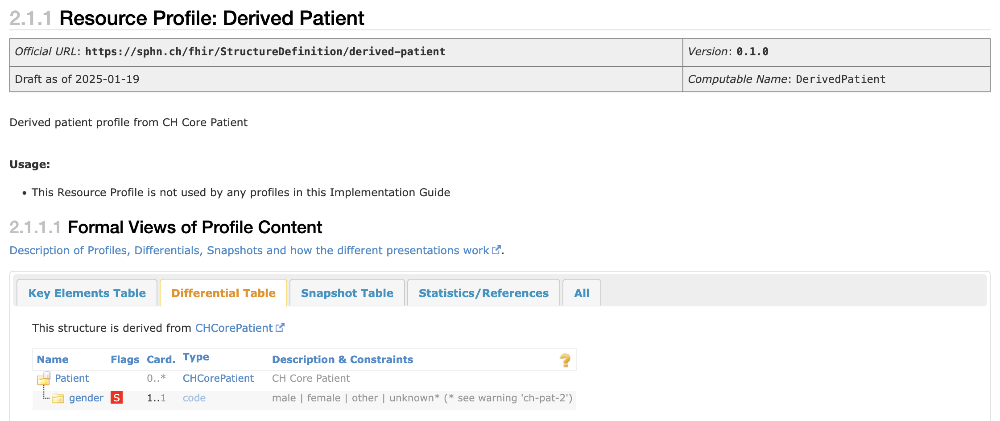 2.1.1 Resource Profile: Derived Patient
Official URL: https://sphn.ch/fhir/StructureDefinition/derived-patient Version: 0.1.0
Draft as of 2025-01-19 Computable Name: DerivedPatient
Derived patient profile from CH Core Patient
Usage:
• This Resource Profile is not used by any profiles in this Implementation Guide
2.1.1.1 Formal Views of Profile Content
Description of Profiles, Differentials, Snapshots and how the different presentations work.
Key Elements Table Differential Table Snapshot Table Statistics/References All
This structure is derived from CHCorePatient
Name Flags Card. Type Description & Constraints ?
Patient 0..* CHCorePatient CH Core Patient
gender S 1..1 code male | female | other | unknown* (* see warning 'ch-pat-2')